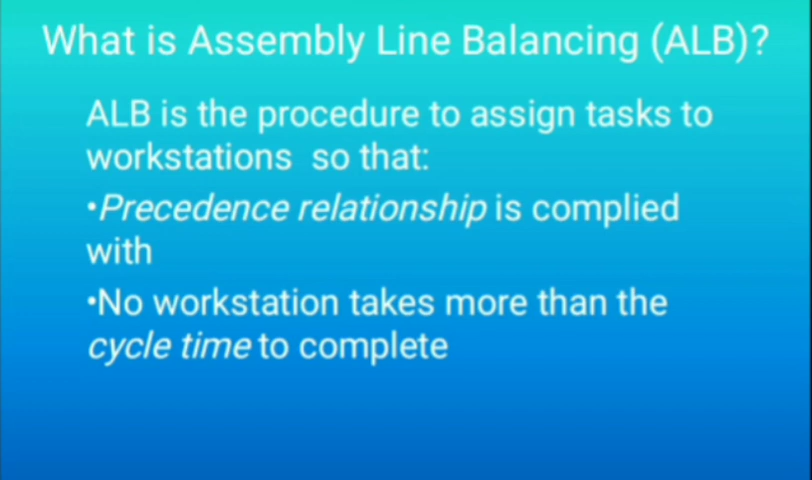 What is Assembly Line Balancing (ALB)?
ALB is the procedure to assign tasks to
workstations so that:
•Precedence relationship is complied
with
•No workstation takes more than the
cycle time to complete